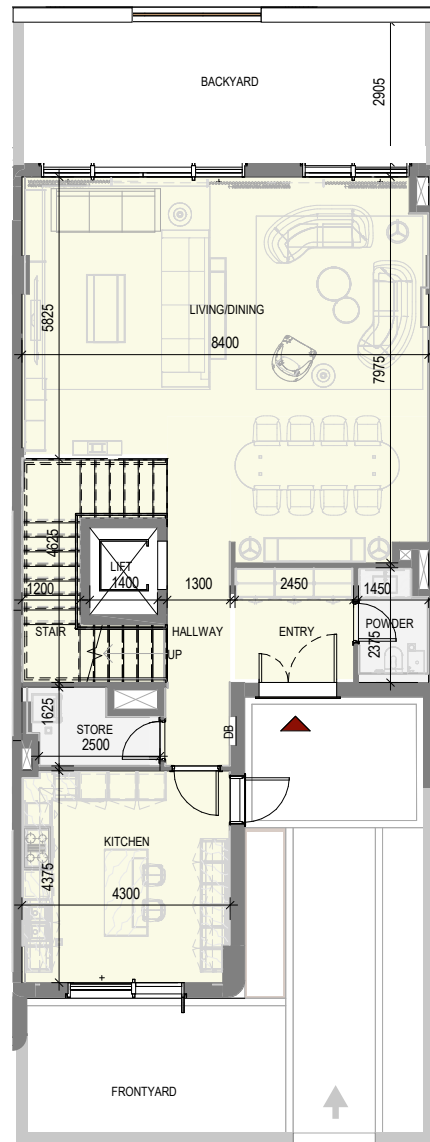 BACKYARD
2905
LIVING/DINING
5825
8400
7975
4625
LIFT
1200
1400
1300
2450
1450
STAIR
HALLWAY
ENTRY
POWDER
2375
UP
1625
STORE
2500
DB
KITCHEN
4375
4300
FRONTYARD